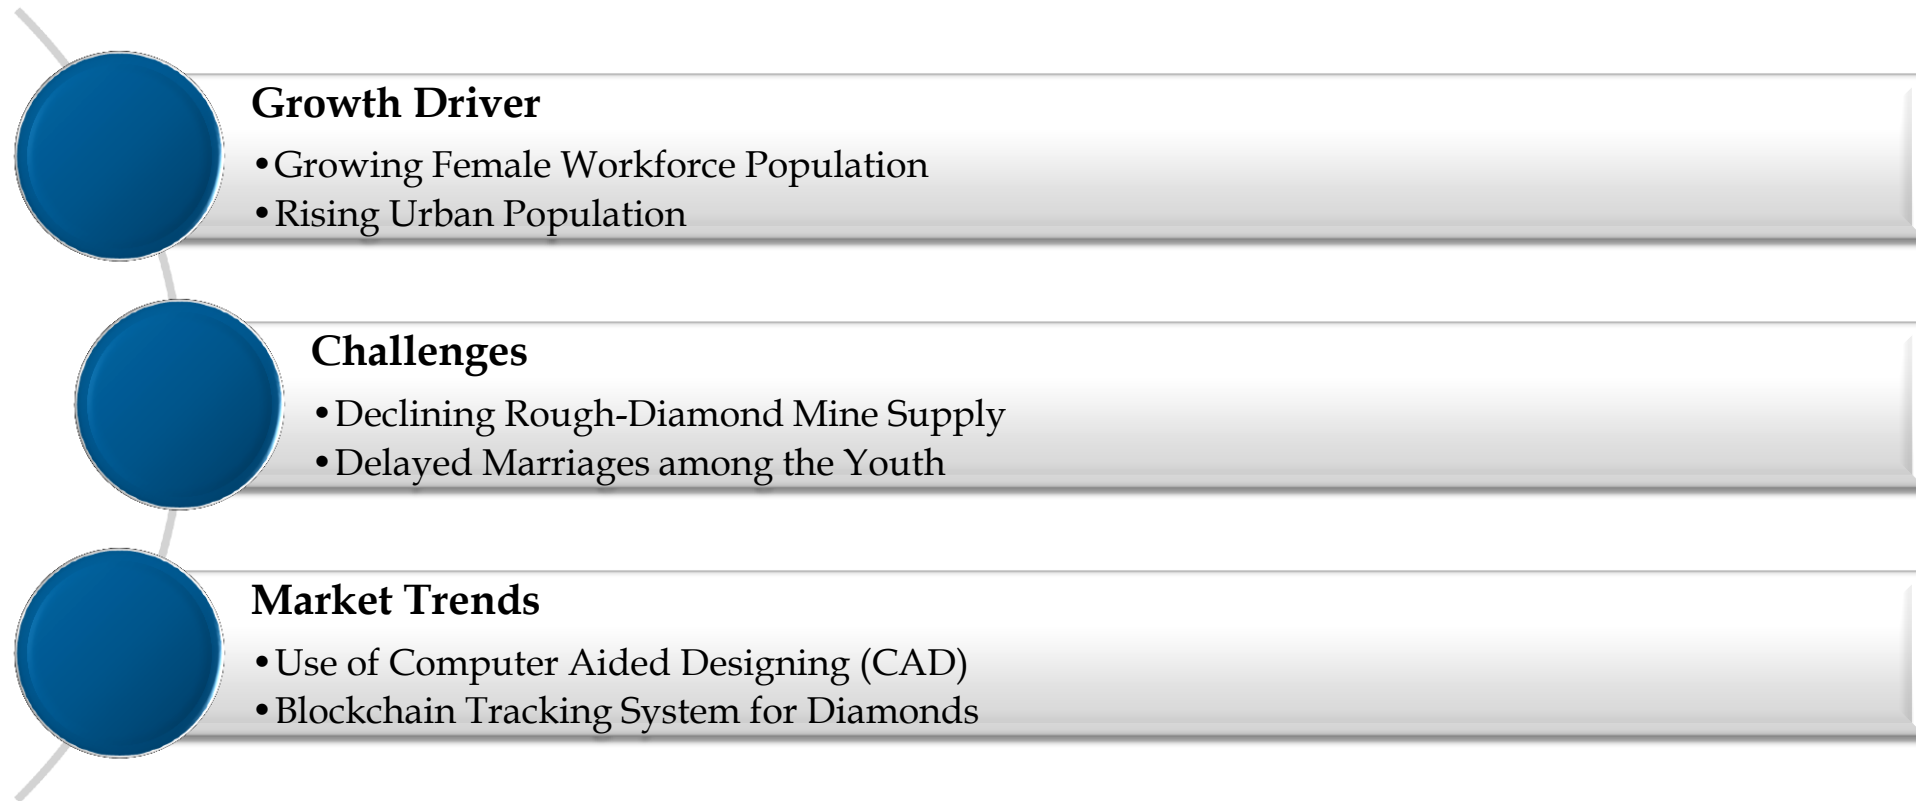 Growth Driver
•Growing Female Workforce Population
•Rising Urban Population
Challenges
•Declining Rough-Diamond Mine Supply
•Delayed Marriages among the Youth
Market Trends
•Use of Computer Aided Designing (CAD)
•Blockchain Tracking System for Diamonds